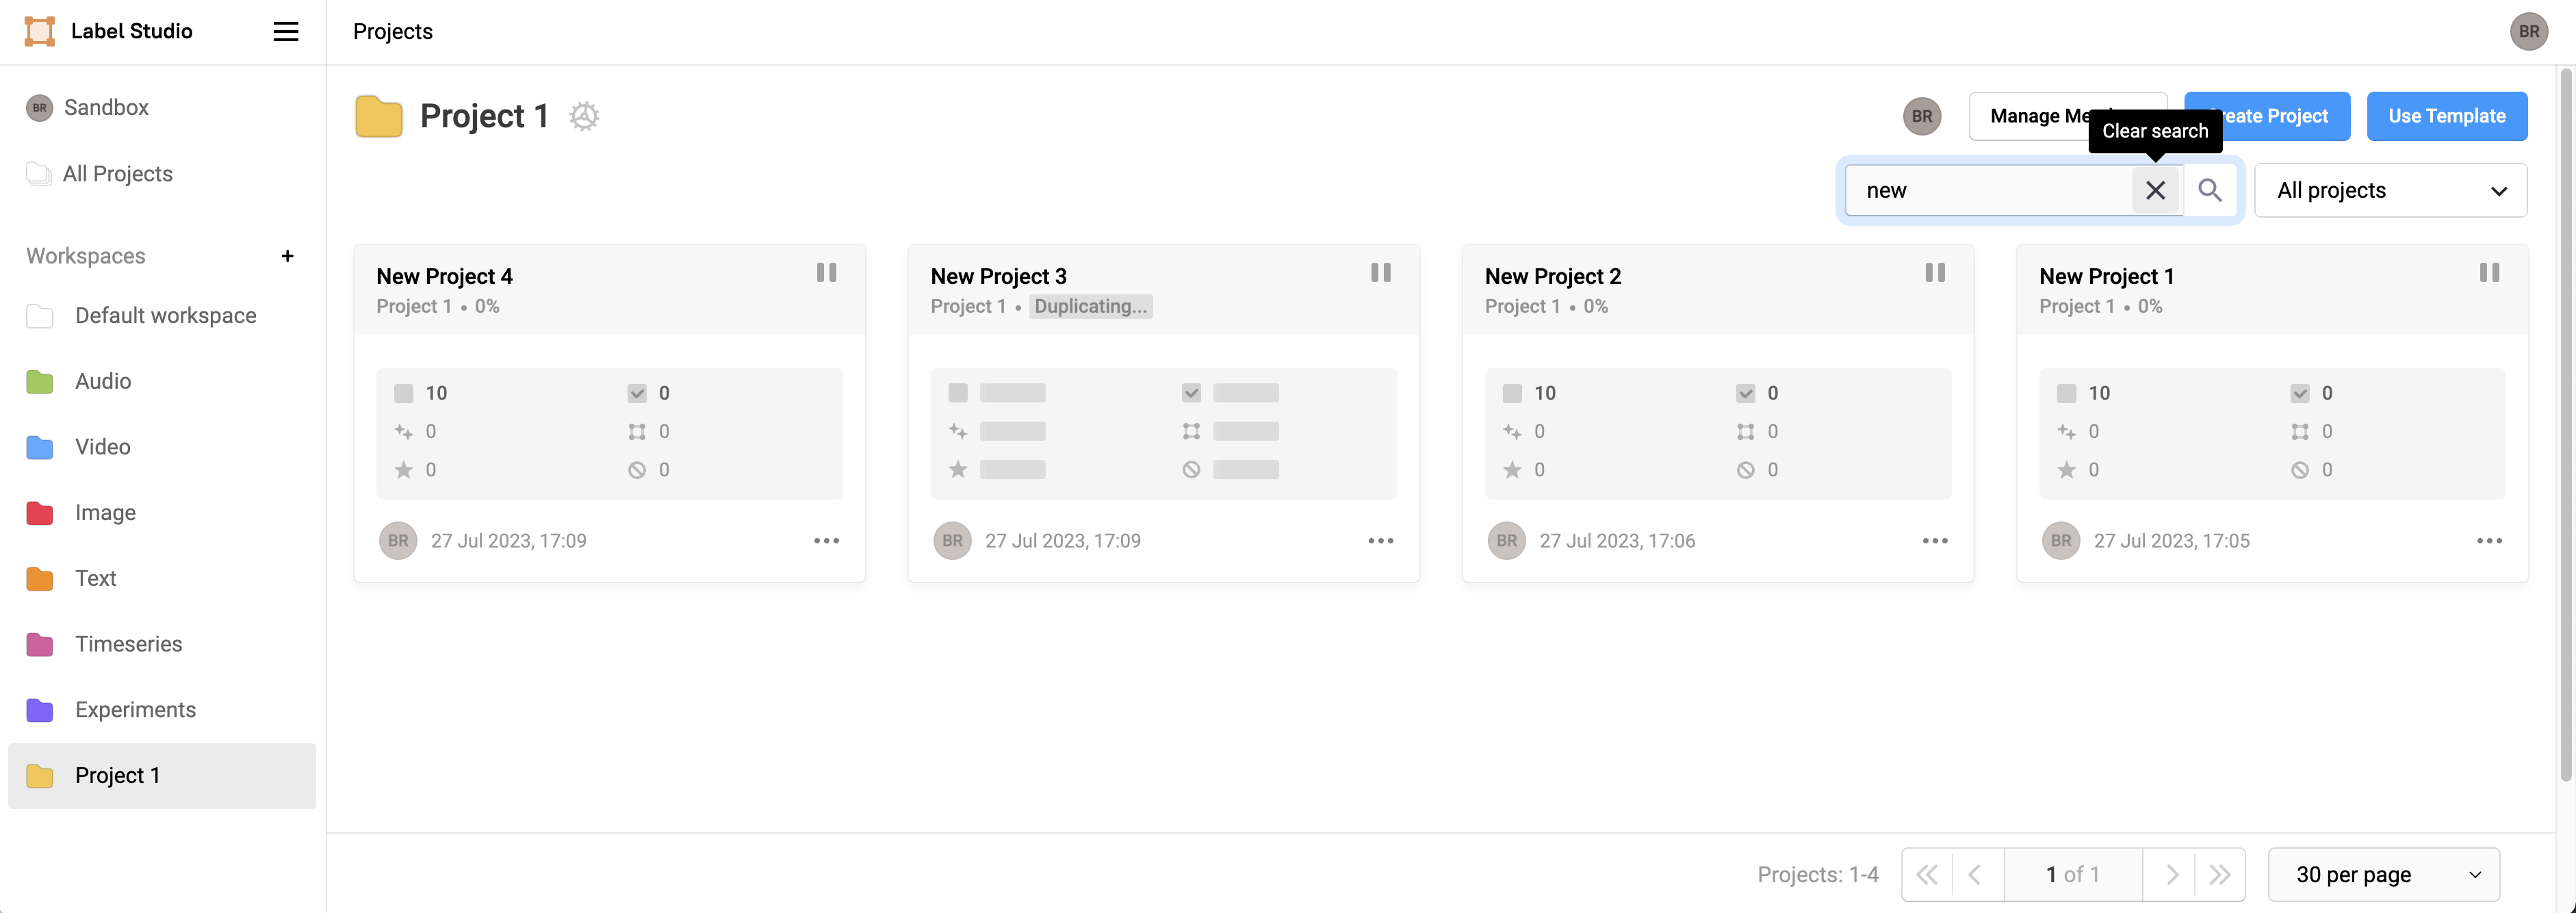 Label Studio
Projects
BR
BR Sandbox
All Projects
Workspaces +
Default workspace
Audio
Video
Image
Text
Timeseries
Experiments
Project 1
Project 1
BR
Manage Me
Create Project
Use Template
Clear search
new
All projects
New Project 4
Project 1 • 0%
10 0
0 0
0 0
BR 27 Jul 2023, 17:09
New Project 3
Project 1 • Duplicating...
BR 27 Jul 2023, 17:09
New Project 2
Project 1 • 0%
10 0
0 0
0 0
BR 27 Jul 2023, 17:06
New Project 1
Project 1 • 0%
10 0
0 0
0 0
BR 27 Jul 2023, 17:05
Projects: 1-4
1 of 1
30 per page